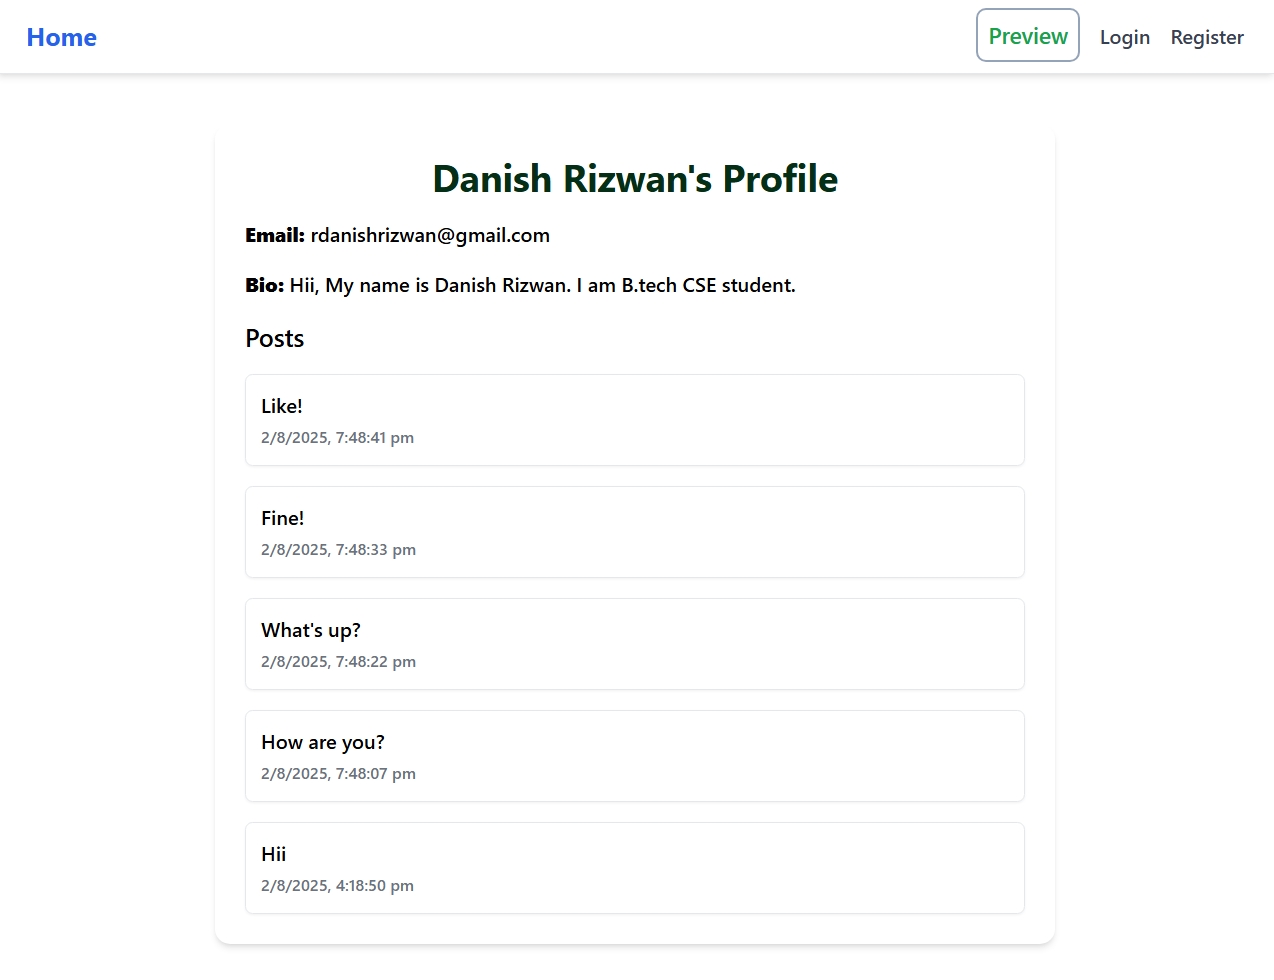 Home
Preview Login Register
Danish Rizwan's Profile
Email: rdanishrizwan@gmail.com
Bio: Hii, My name is Danish Rizwan. I am B.tech CSE student.
Posts
Like!
2/8/2025, 7:48:41 pm
Fine!
2/8/2025, 7:48:33 pm
What's up?
2/8/2025, 7:48:22 pm
How are you?
2/8/2025, 7:48:07 pm
Hii
2/8/2025, 4:18:50 pm